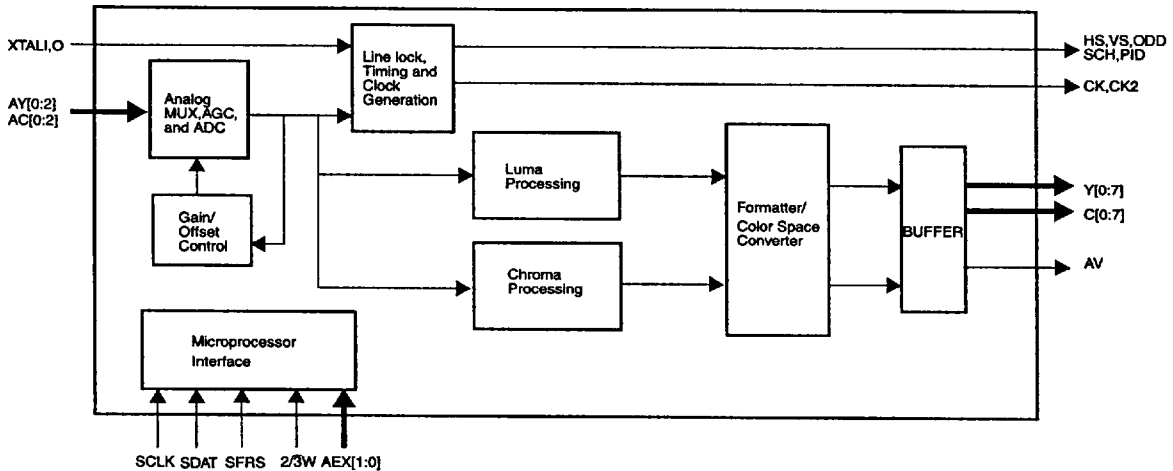 XTALI,O
AY[0:2]
AC[0:2]
Analog
MUX,AGC,
and ADC
Gain/
Offset
Control
Line lock,
Timing and
Clock
Generation
Luma
Processing
Chroma
Processing
Formatter/
Color Space
Converter
BUFFER
HS,VS,ODD
SCH,PID
CK,CK2
Y[0:7]
C[0:7]
AV
Microprocessor
Interface
SCLK SDAT SFRS 2/3W AEX[1:0]